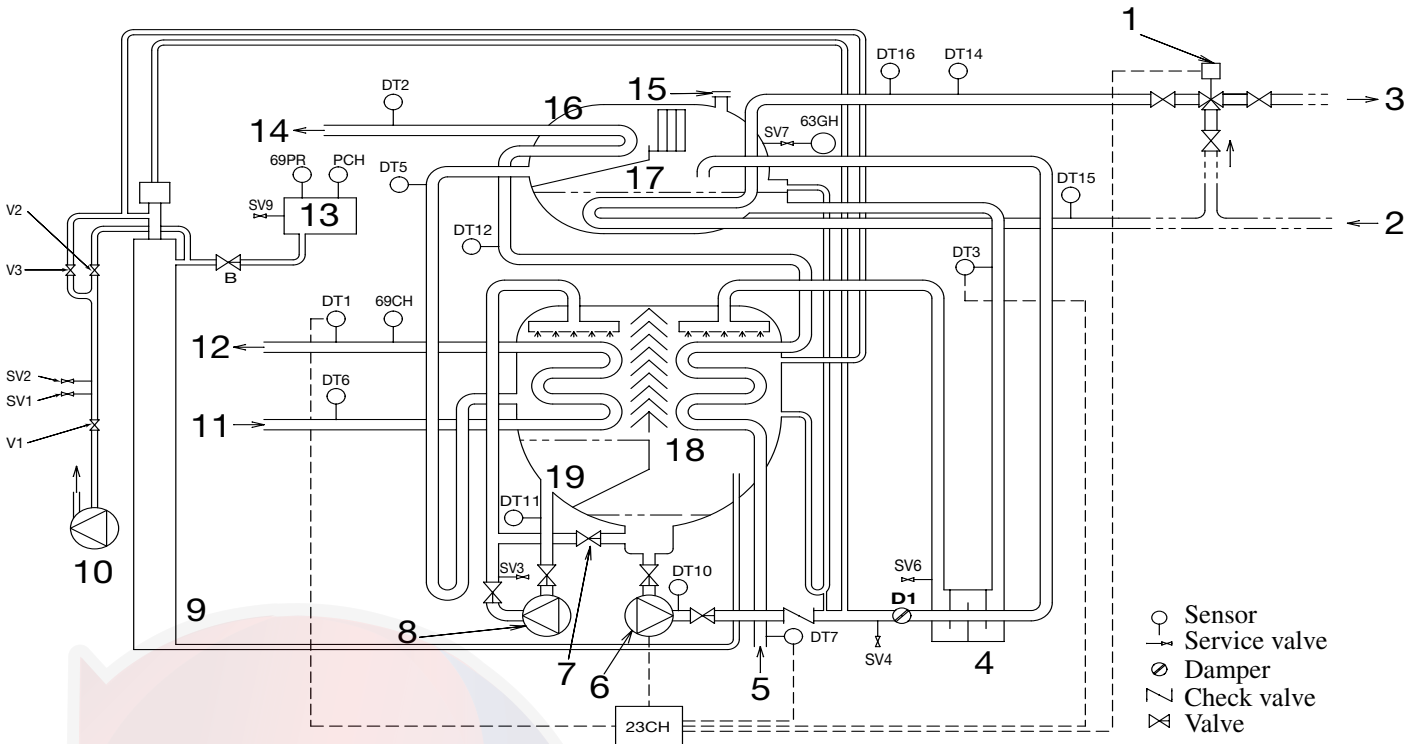 1
DT16
DT14
DT2
15
16
3
14
SV7
63GH
69PR
PCH
DT5
17
DT15
SV9
13
V2
2
DT12
DT3
V3
B
DT1
69CH
12
SV2
DT6
SV1
11
V1
18
19
DT11
10
SV3
DT10
SV6
9
D1
Sensor
8
DT7
4
Service valve
7
6
5
SV4
Damper
Check valve
23CH
Valve